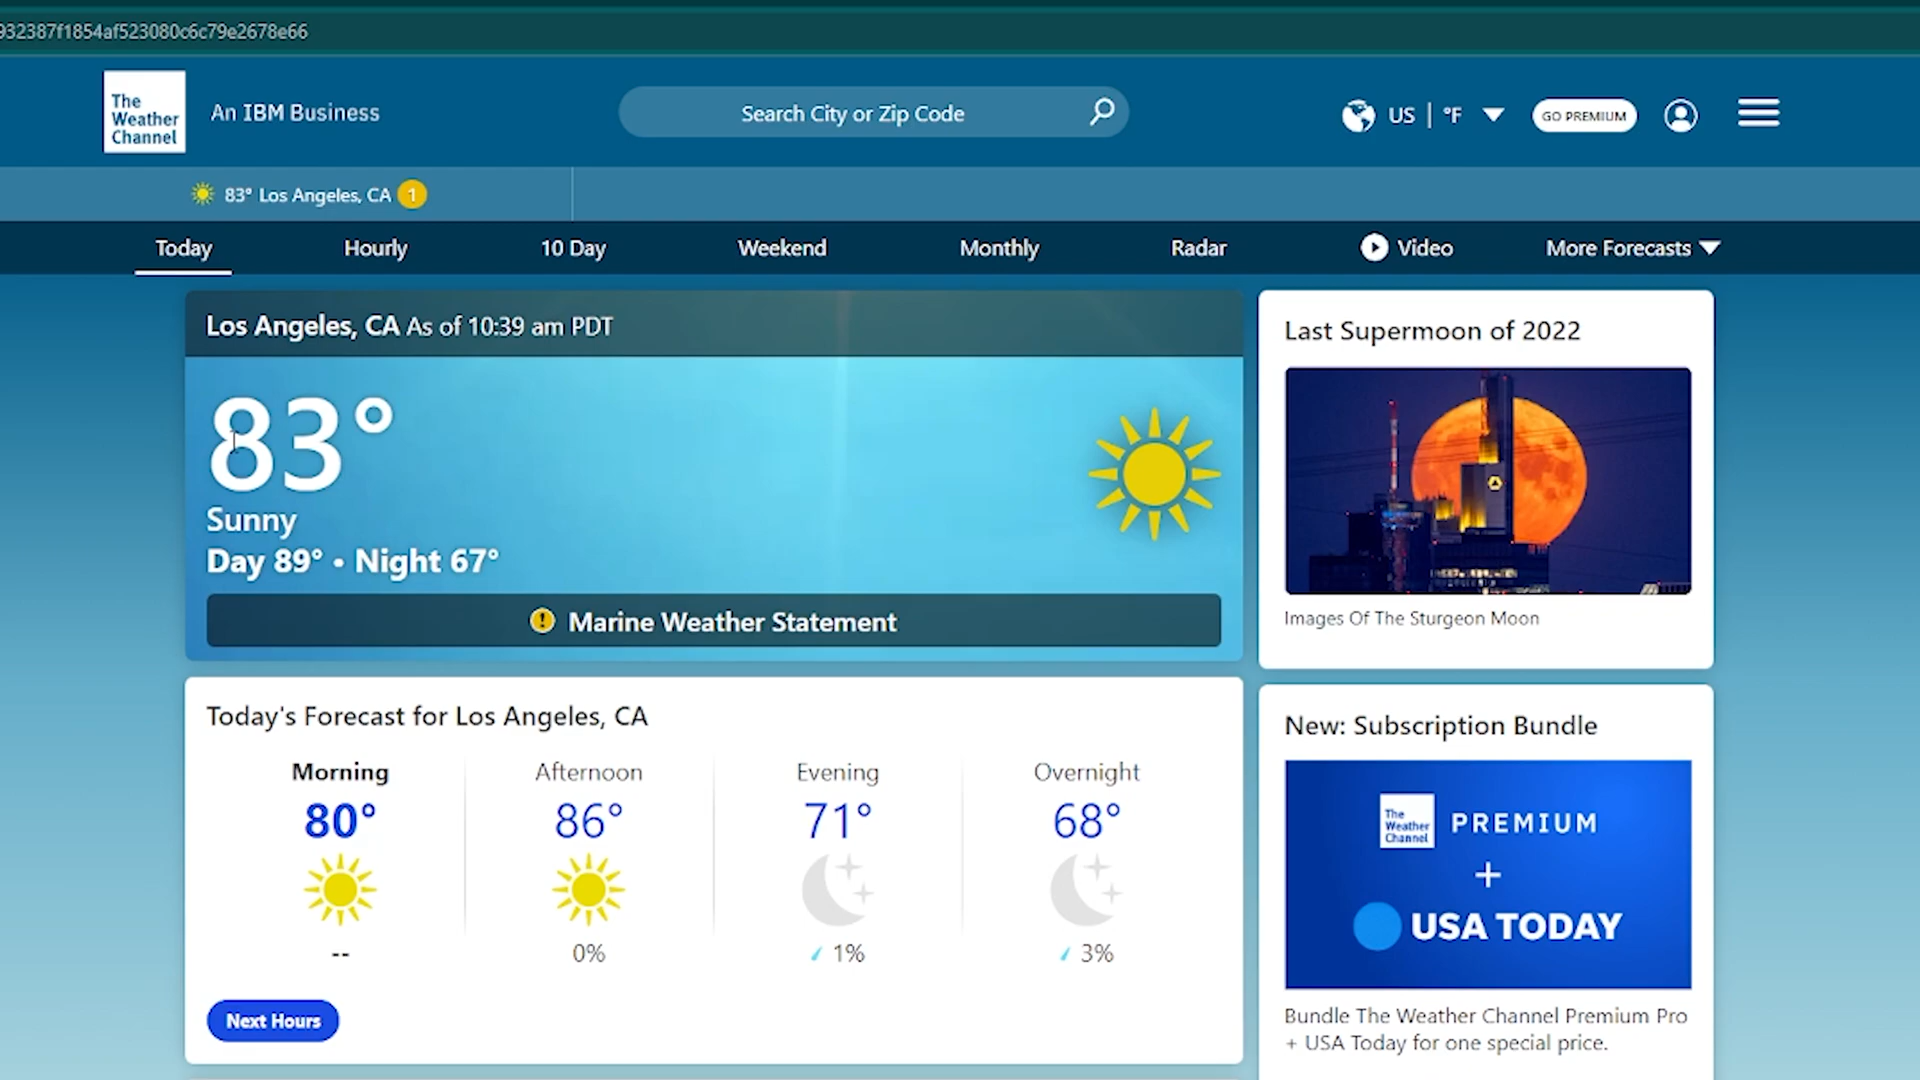 932387f1854af523080c6c79e2678e66
The
Weather
Channel
An IBM Business
Search City or Zip Code
US | °F
GO PREMIUM
83° Los Angeles, CA 1
Today Hourly 10 Day Weekend Monthly Radar Video More Forecasts
Los Angeles, CA As of 10:39 am PDT
83°
Sunny
Day 89° • Night 67°
Marine Weather Statement
Today's Forecast for Los Angeles, CA
Morning Afternoon Evening Overnight
80° 86° 71° 68°
-- 0% 1% 3%
Next Hours
Last Supermoon of 2022
Images Of The Sturgeon Moon
New: Subscription Bundle
The
Weather
Channel
PREMIUM
+
USA TODAY
Bundle The Weather Channel Premium Pro
+ USA Today for one special price.